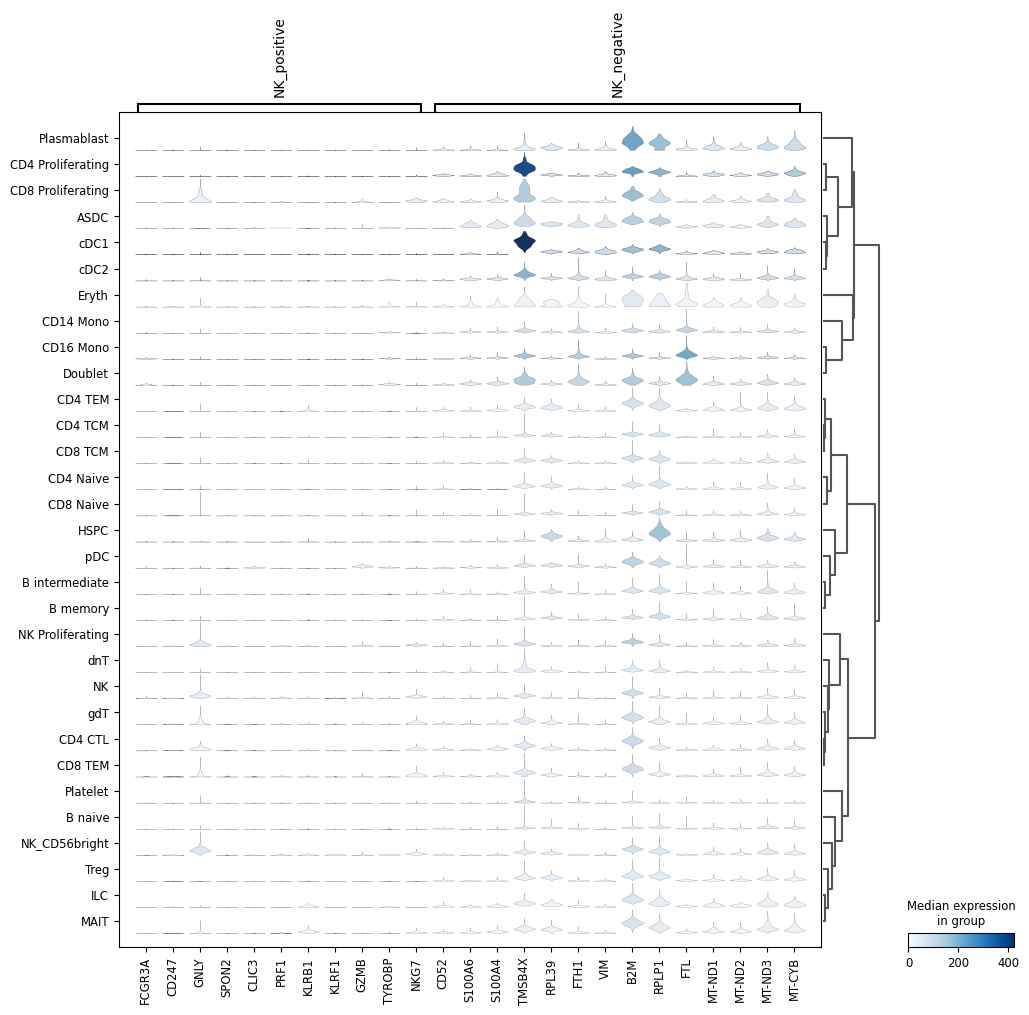 NK_positive
NK_negative
Plasmablast
CD4 Proliferating
CD8 Proliferating
ASDC
cDC1
cDC2
Eryth
CD14 Mono
CD16 Mono
Doublet
CD4 TEM
CD4 TCM
CD8 TCM
CD4 Naive
CD8 Naive
HSPC
pDC
B intermediate
B memory
NK Proliferating
dnT
NK
gdT
CD4 CTL
CD8 TEM
Platelet
B naive
NK_CD56bright
Treg
ILC
MAIT
FCGR3A
CD247
GNLY
SPON2
CLIC3
PRF1
KLRB1
KLRF1
GZMB
TYROBP
NKG7
CD52
S100A6
S100A4
TMSB4X
RPL39
FTH1
VIM
B2M
RPLP1
FTL
MT-ND1
MT-ND2
MT-ND3
MT-CYB
Median expression
in group
0 200 400